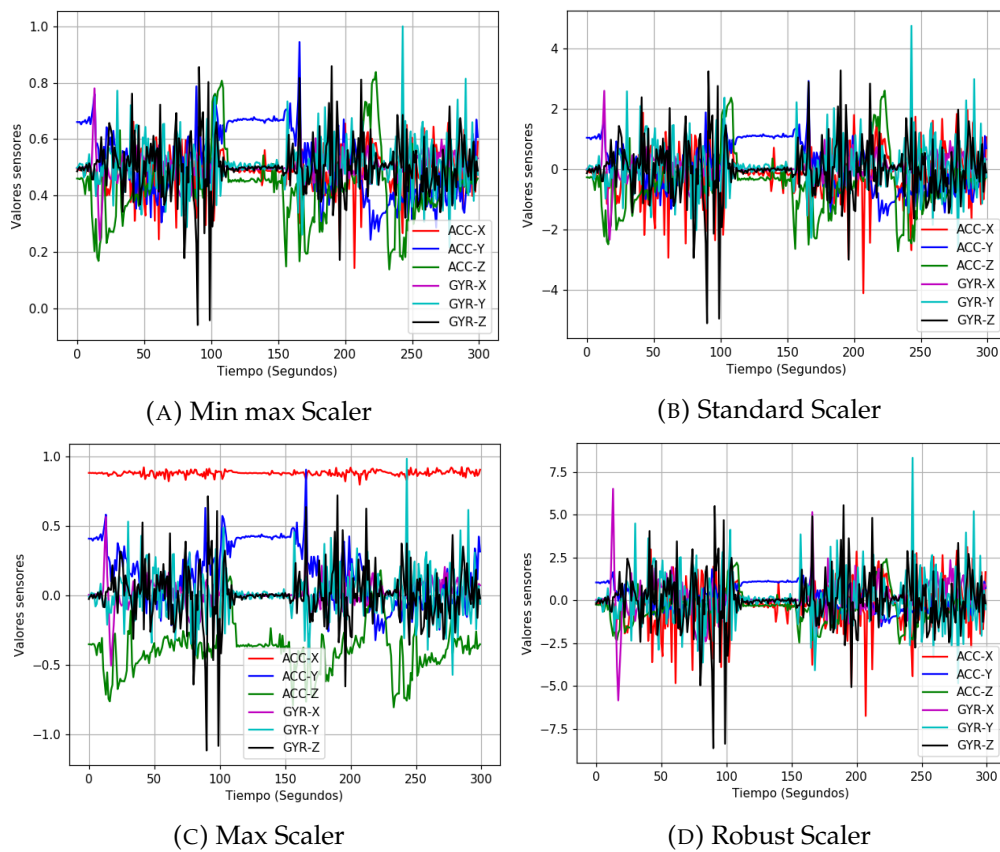 1.0
0.8
0.6
0.4
0.2
0.0
Valores sensores
ACC-X
ACC-Y
ACC-Z
GYR-X
GYR-Y
GYR-Z
0 50 100 150 200 250 300
Tiempo (Segundos)
(A) Min max Scaler
4
2
0
−2
−4
Valores sensores
ACC-X
ACC-Y
ACC-Z
GYR-X
GYR-Y
GYR-Z
0 50 100 150 200 250 300
Tiempo (Segundos)
(B) Standard Scaler
1.0
0.5
0.0
−0.5
−1.0
Valores sensores
ACC-X
ACC-Y
ACC-Z
GYR-X
GYR-Y
GYR-Z
0 50 100 150 200 250 300
Tiempo (Segundos)
(C) Max Scaler
7.5
5.0
2.5
0.0
−2.5
−5.0
−7.5
Valores sensores
ACC-X
ACC-Y
ACC-Z
GYR-X
GYR-Y
GYR-Z
0 50 100 150 200 250 300
Tiempo (Segundos)
(D) Robust Scaler